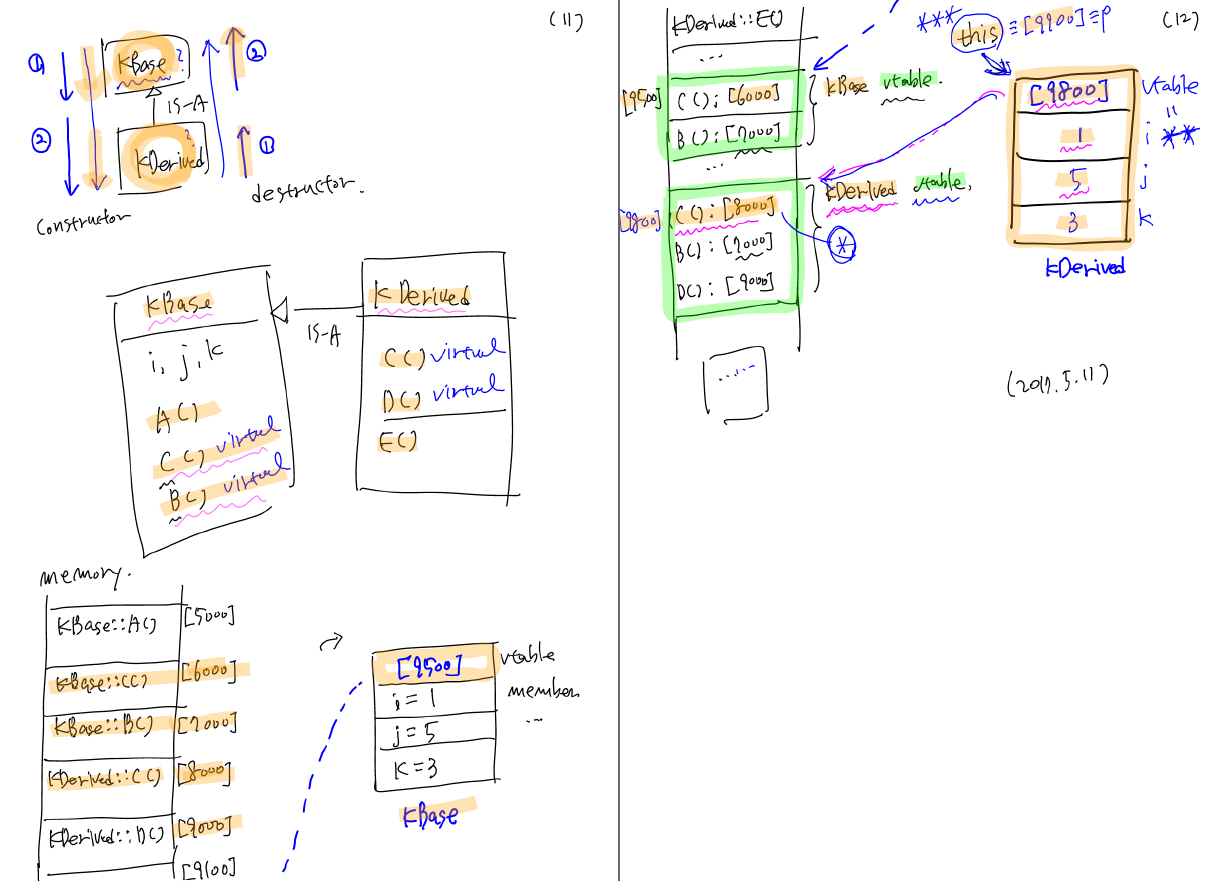 (11)
①
②
KBase ?
IS-A
?
KDerived
②
①
constructor
destructor.
KBase
i, j, k
A()
C() virtual
B() virtual
IS-A
KDerived
C() virtual
D() virtual
E()
memory.
KBase::A() [5000]
KBase::C() [6000]
KBase::B() [7000]
KDerived::C() [8000]
KDerived::D() [9000]
[9100]
[9500] vtable
i = 1 member
j = 5 ...
k = 3
KBase
(12)
KDerived::E()
...
[9500] C(): [6000] KBase vtable.
B(): [7000]
...
[9800] C(): [8000] KDerived vtable.
B(): [7000] *
D(): [9000]
......
*** this ≡ [9900] ≡ p
[9800] vtable
1 i **
5 j
3 k
KDerived
(2017.5.11)